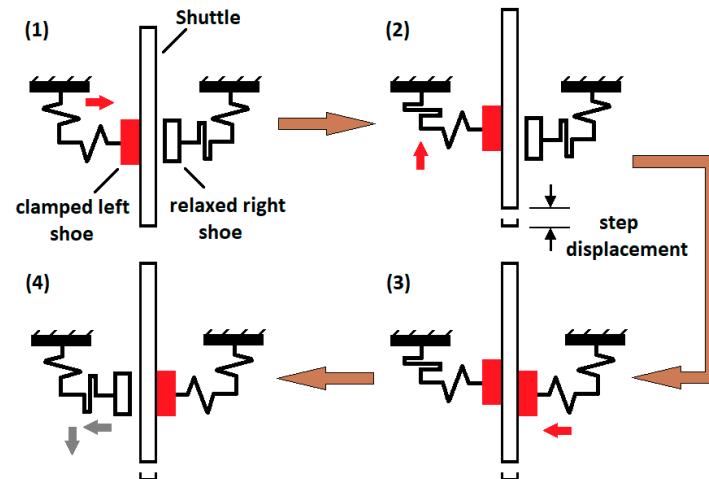 (1)
Shuttle
(2)
clamped left
shoe
relaxed right
shoe
step
displacement
(4)
(3)